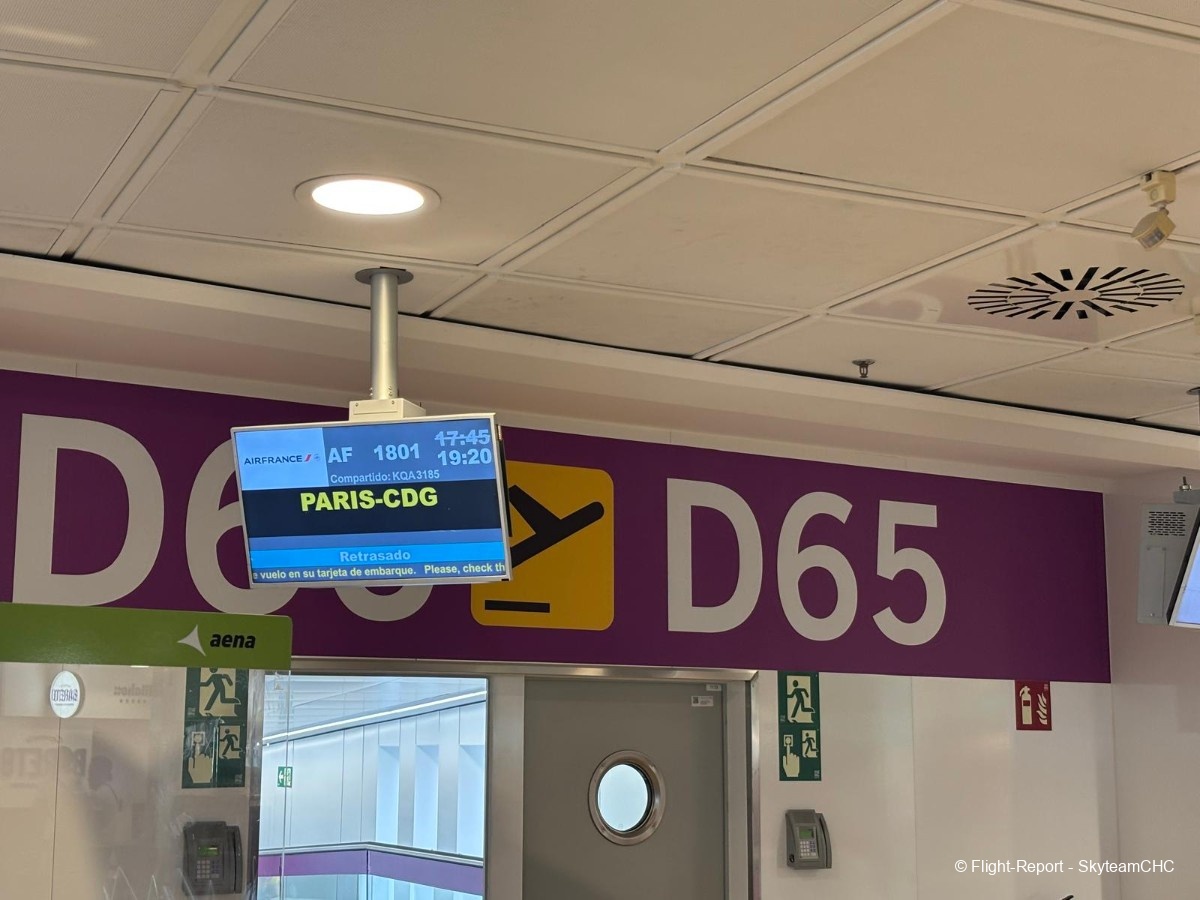 AIRFRANCE
AF 1801
17:45
19:20
Compartido: KQA3185
PARIS-CDG
Retrasado
e vuelo en su tarjeta de embarque. Please, check th
D65
aena
© Flight-Report - SkyteamCHC